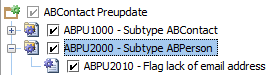 ABContact Preupdate
ABPU1000 - Subtype ABContact
ABPU2000 - Subtype ABPerson
ABPU2010 - Flag lack of email address